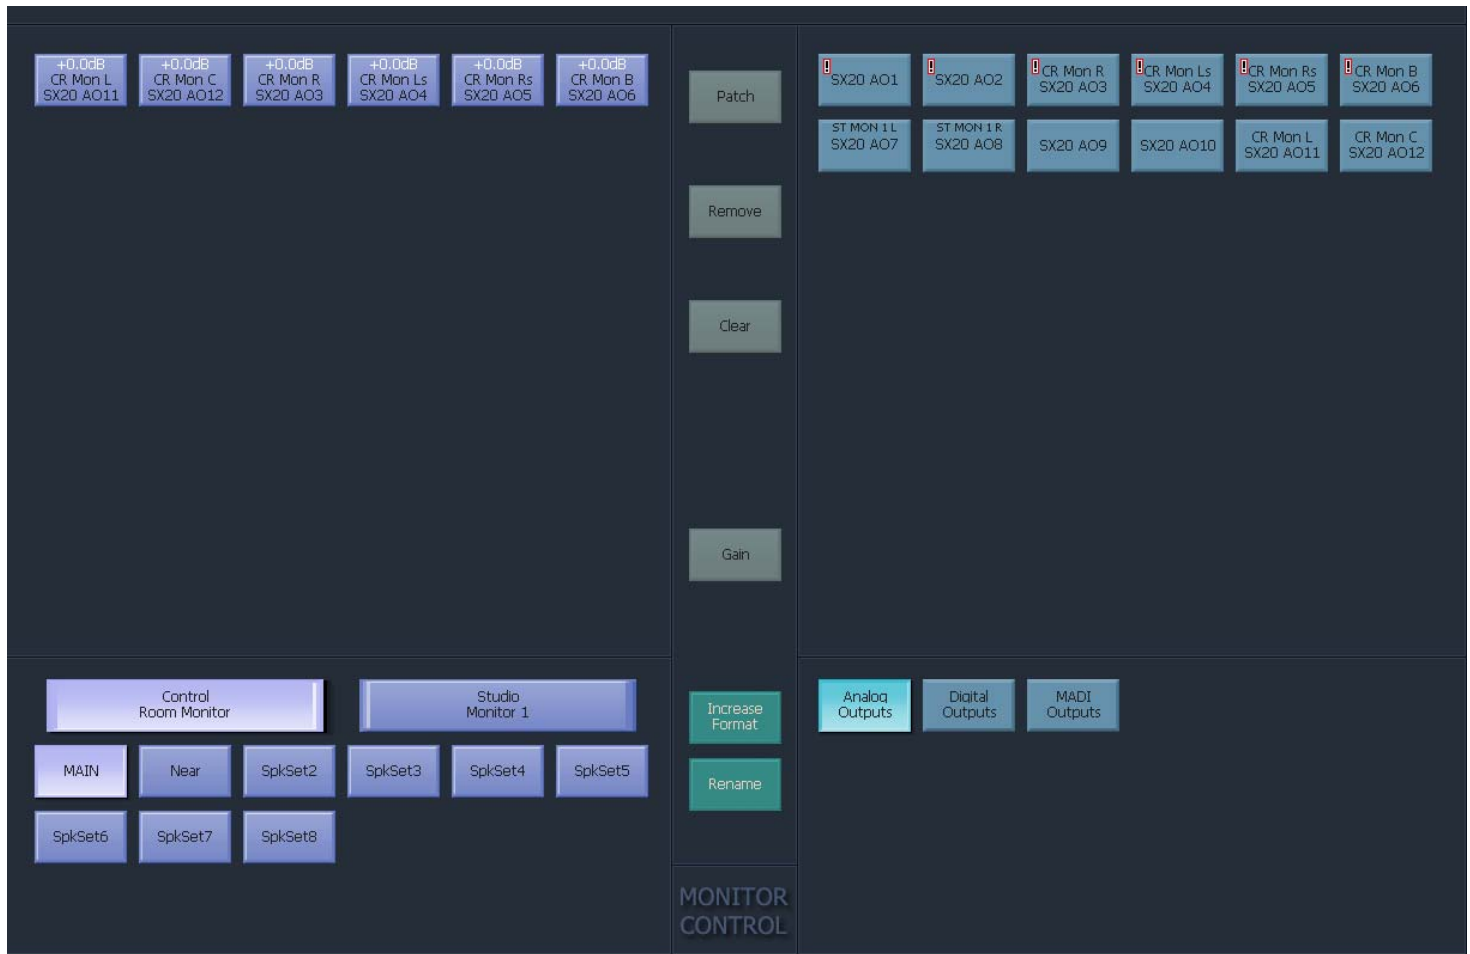 +0.0dB
CR Mon L
SX20 AO11
+0.0dB
CR Mon C
SX20 AO12
+0.0dB
CR Mon R
SX20 AO3
+0.0dB
CR Mon Ls
SX20 AO4
+0.0dB
CR Mon Rs
SX20 AO5
+0.0dB
CR Mon B
SX20 AO6
Patch
Remove
Clear
Gain
!
SX20 AO1
!
SX20 AO2
!
CR Mon R
SX20 AO3
!
CR Mon Ls
SX20 AO4
!
CR Mon Rs
SX20 AO5
!
CR Mon B
SX20 AO6
ST MON 1 L
SX20 AO7
ST MON 1 R
SX20 AO8
SX20 AO9
SX20 AO10
CR Mon L
SX20 AO11
CR Mon C
SX20 AO12
Control
Room Monitor
Studio
Monitor 1
MAIN
Near
SpkSet2
SpkSet3
SpkSet4
SpkSet5
SpkSet6
SpkSet7
SpkSet8
Increase
Format
Rename
MONITOR
CONTROL
Analog
Outputs
Digital
Outputs
MADI
Outputs